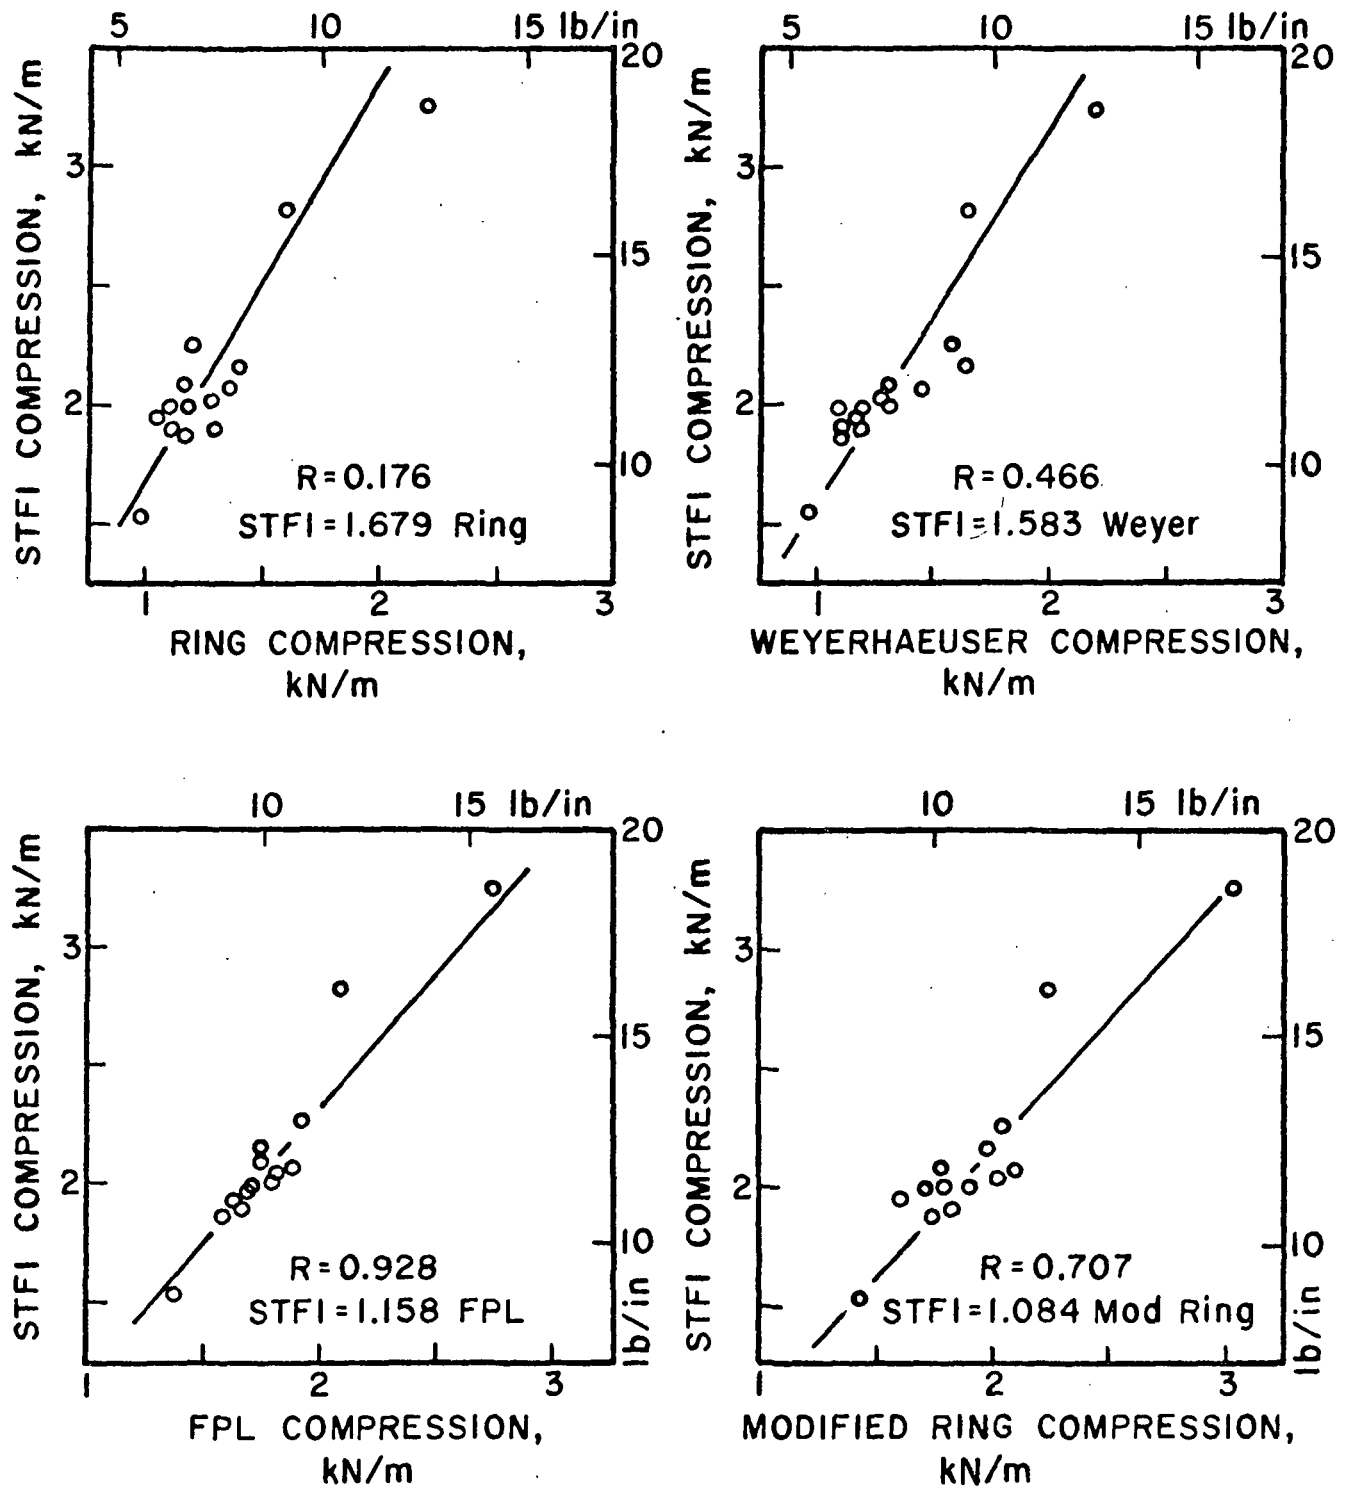 5 10 15 lb/in
20
15
10
STFI COMPRESSION, kN/m
3
2
R=0.176
STFI=1.679 Ring
1 2 3
RING COMPRESSION,
kN/m
5 10 15 lb/in
20
15
10
STFI COMPRESSION, kN/m
3
2
R=0.466
STFI=1.583 Weyer
1 2 3
WEYERHAEUSER COMPRESSION,
kN/m
10 15 lb/in
20
15
10
lb/in
STFI COMPRESSION, kN/m
3
2
R=0.928
STFI=1.158 FPL
1 2 3
FPL COMPRESSION,
kN/m
10 15 lb/in
20
15
10
lb/in
STFI COMPRESSION, kN/m
3
2
R=0.707
STFI=1.084 Mod Ring
1 2 3
MODIFIED RING COMPRESSION,
kN/m